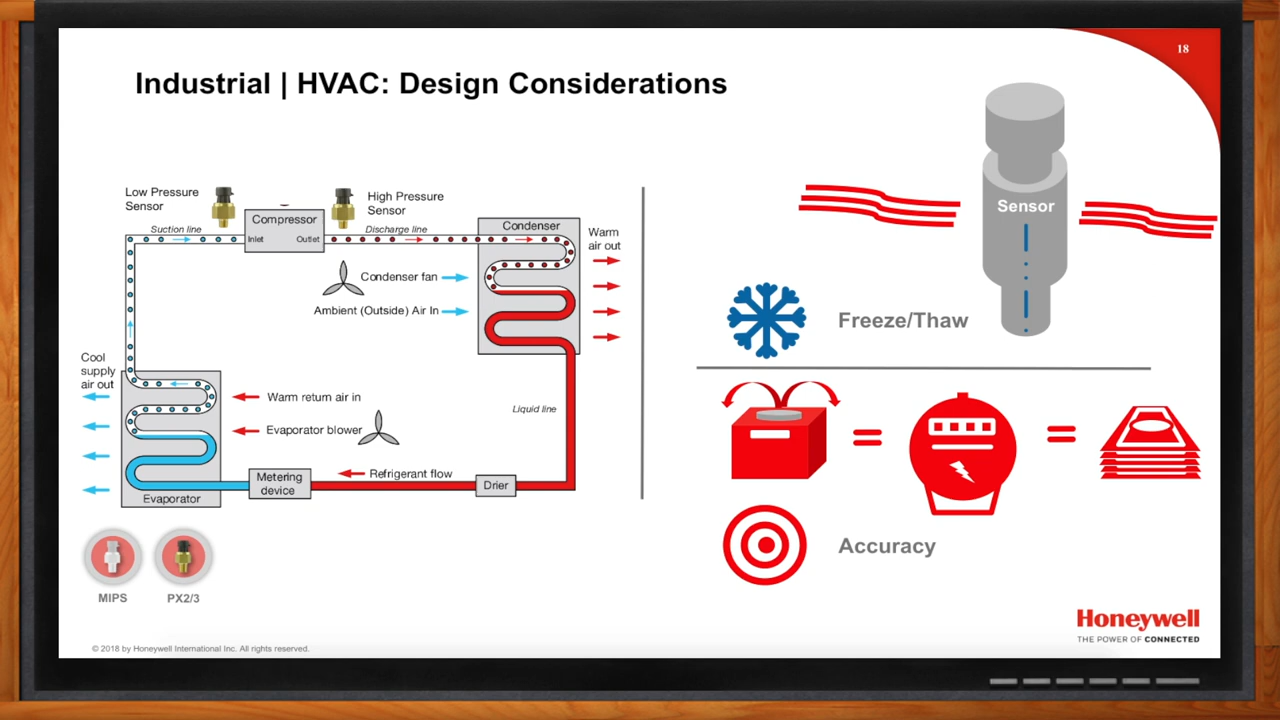 18
Industrial | HVAC: Design Considerations
Low Pressure
Sensor
High Pressure
Sensor
Suction line
Compressor
Inlet
Outlet
Discharge line
Condenser
Warm
air out
Condenser fan
Ambient (Outside) Air In
Cool
supply
air out
Warm return air in
Evaporator blower
Liquid line
Refrigerant flow
Metering
device
Drier
Evaporator
MIPS
PX2/3
Sensor
Freeze/Thaw
Accuracy
Honeywell
THE POWER OF CONNECTED
© 2018 by Honeywell International Inc. All rights reserved.